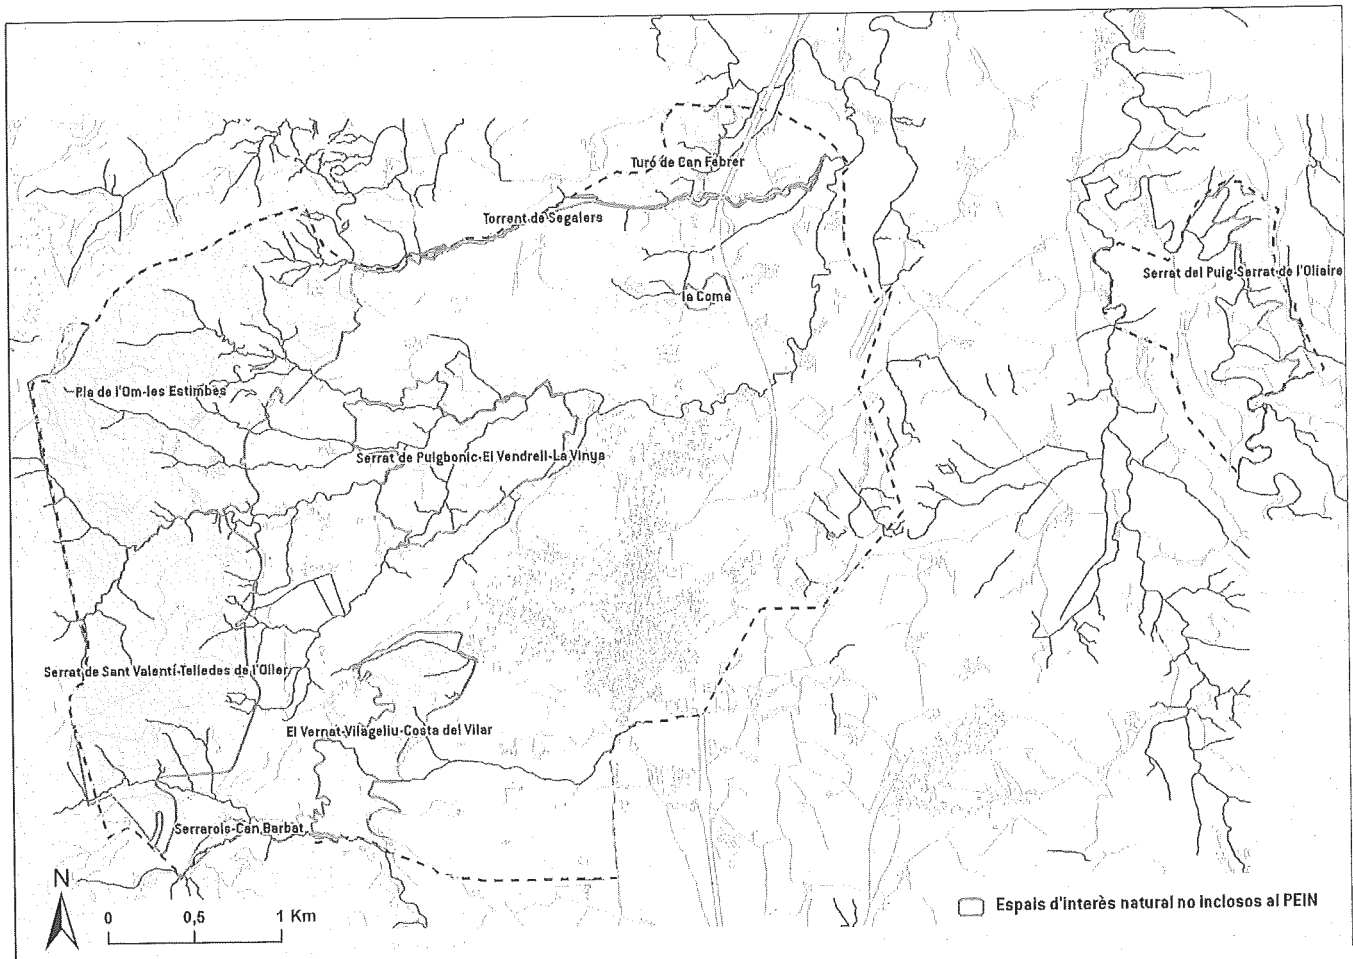 Turó de Can Febrer
Torrent de Segalers
Serrat del Puig-Serrat de l'Ollaire
la Coma
Pla de l'Om-les Estimbes
Serrat de Puigbonic-El Vendrell-La Vinya
Serrat de Sant Valentí-Telledes de l'Oller
El Vernat-Vilageliu-Costa del Vilar
Serrarols-Can Barbat
N
0 0,5 1 Km
Espais d'interès natural no inclosos al PEIN